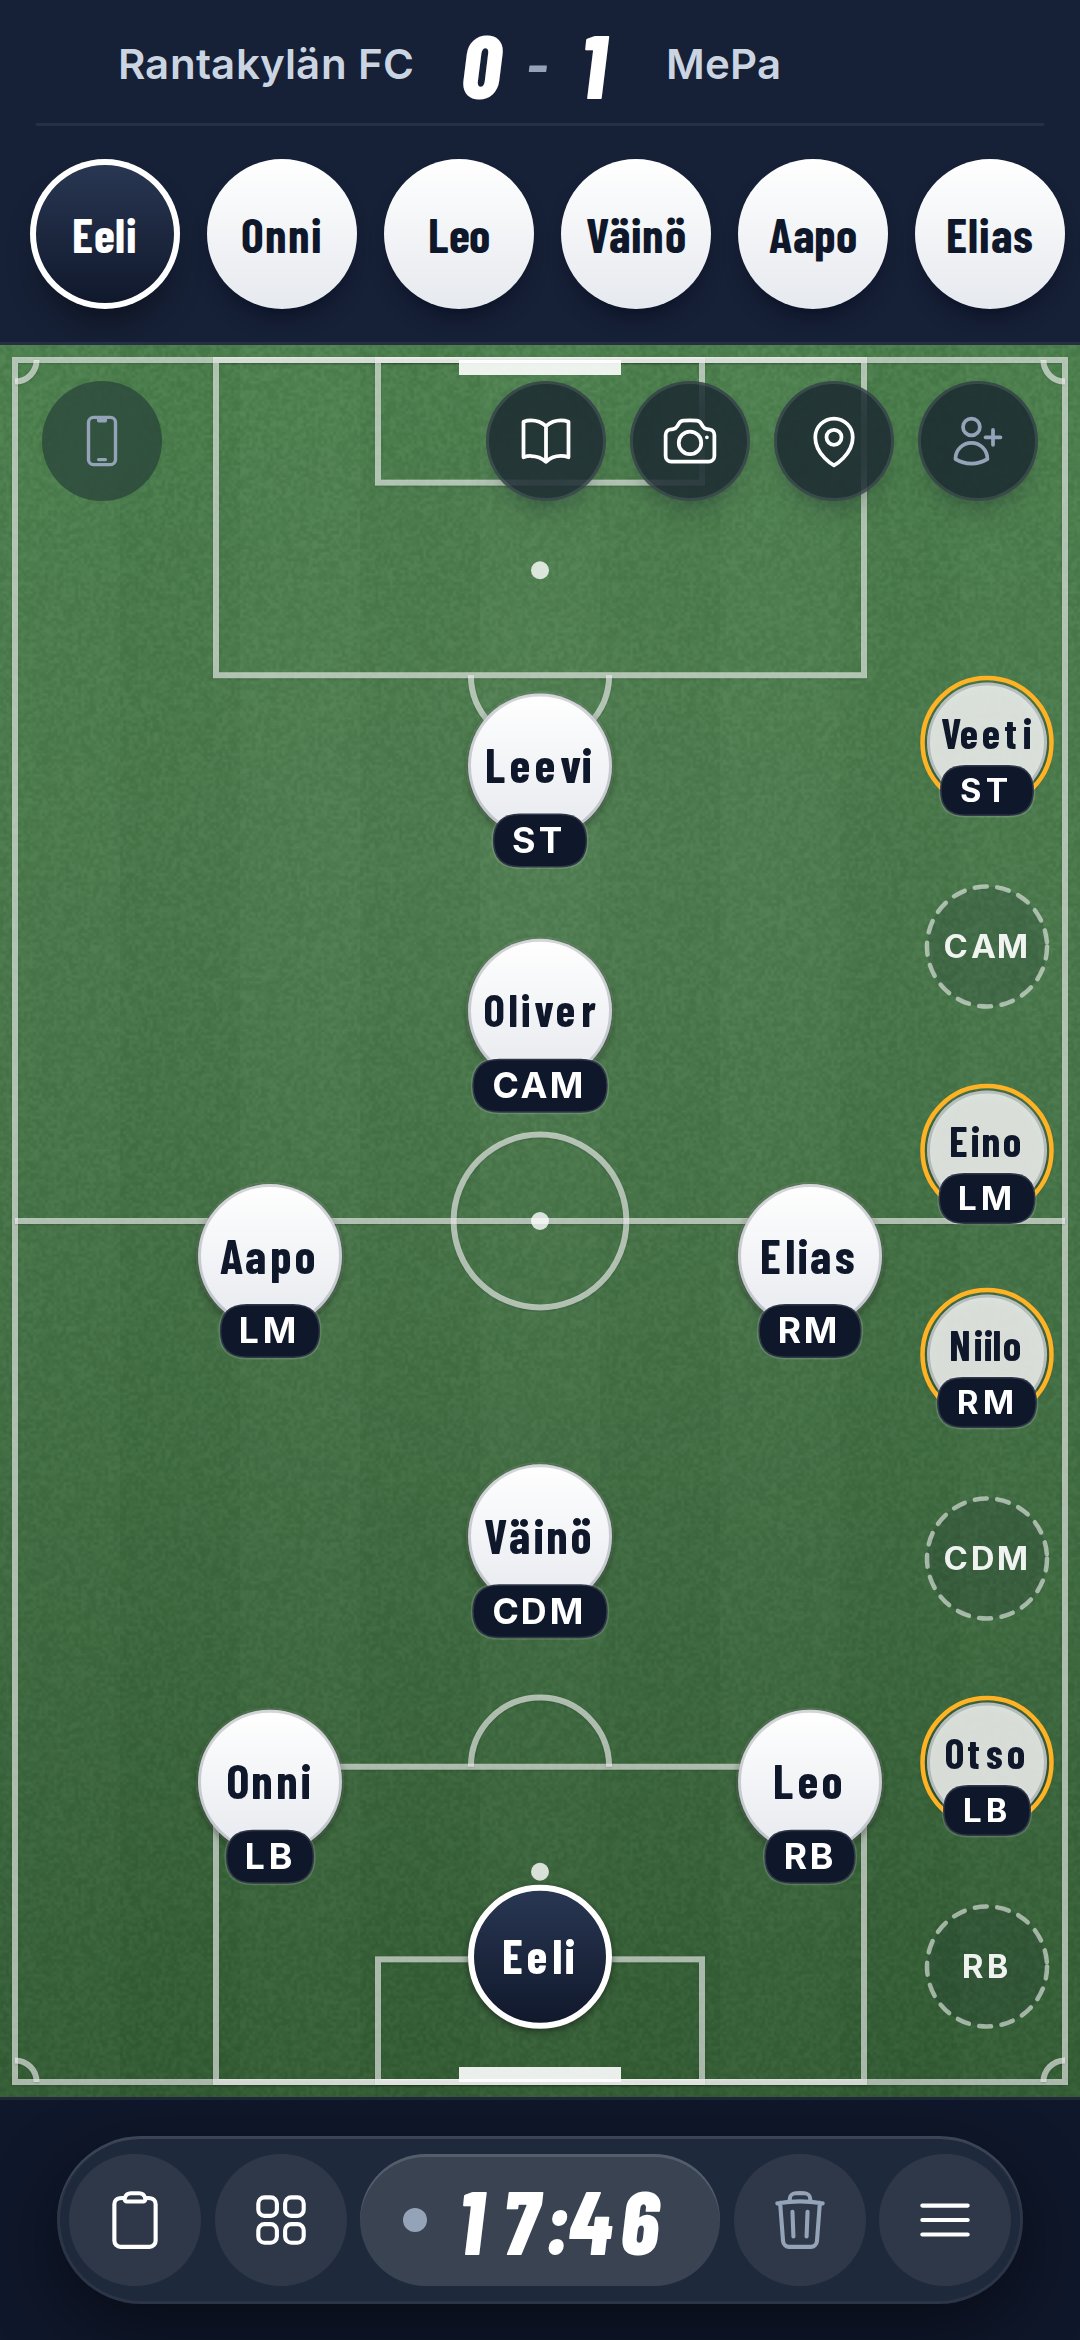 Rantakylän FC 0 - 1 MePa
Eeli Onni Leo Väinö Aapo Elias
Leevi
ST
Veeti
ST
CAM
Oliver
CAM
Eino
LM
Aapo
LM
Elias
RM
Niilo
RM
Väinö
CDM
CDM
Onni
LB
Leo
RB
Otso
LB
Eeli
RB
17:46